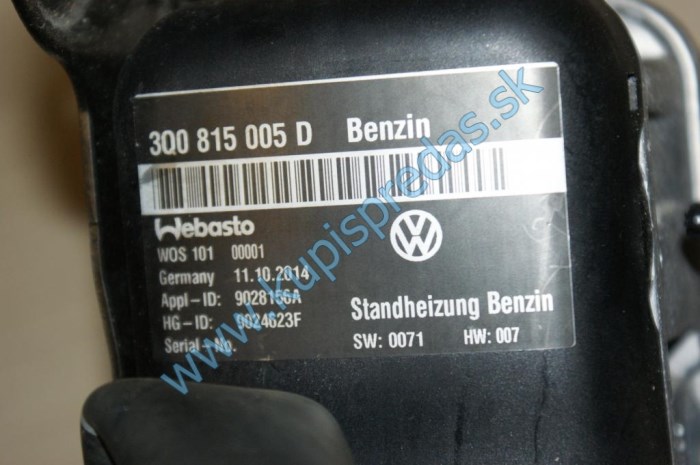 3Q0 815 005 D Benzin
Webasto
WOS 101 00001
Germany 11.10.2014
Appl-ID: 9028156A
HG-ID: 9024623F
Serial-No.
Standheizung Benzin
SW: 0071 HW: 007
www.kupispredas.sk